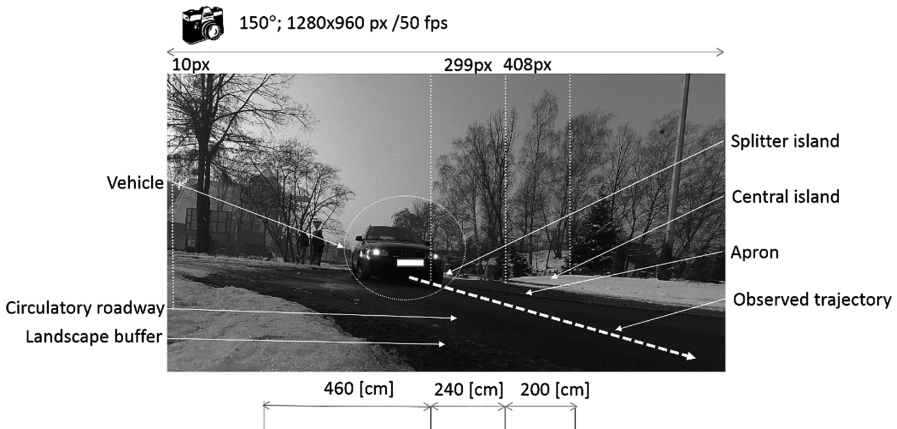 150°; 1280x960 px /50 fps
10px
299px
408px
Splitter island
Vehicle
Central island
Apron
Observed trajectory
Circulatory roadway
Landscape buffer
460 [cm]
240 [cm]
200 [cm]